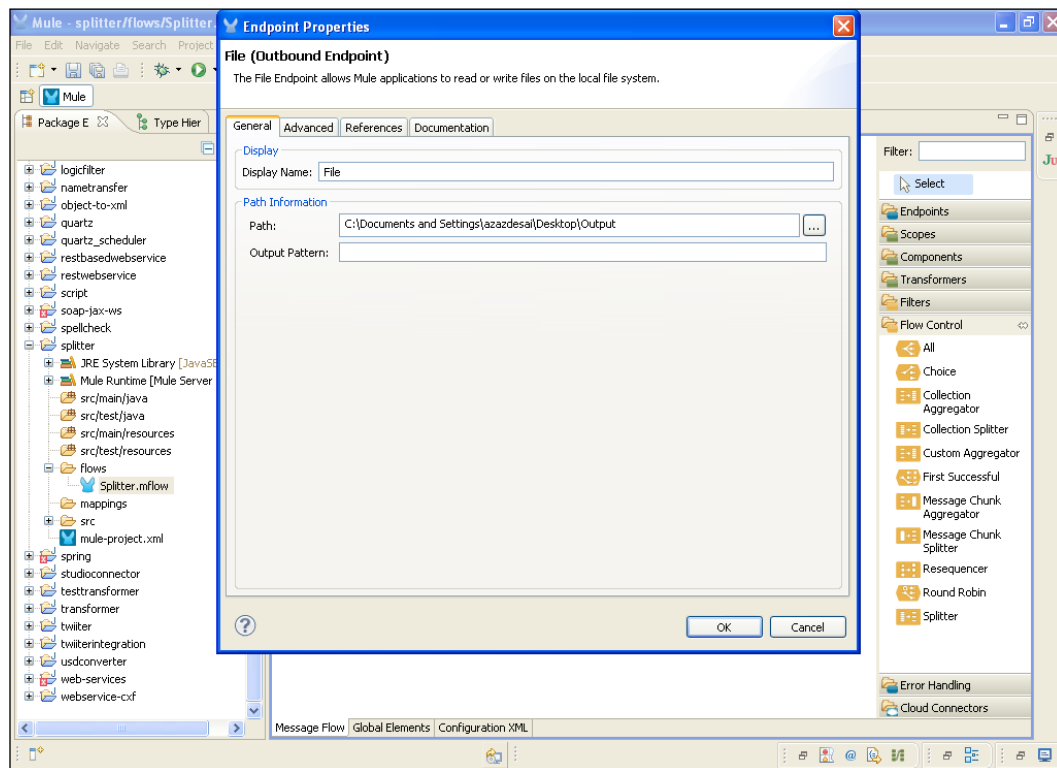 Mule - splitter/flows/Splitter.
File Edit Navigate Search Project
Mule
Package E
Type Hier
logicfilter
nametransfer
object-to-xml
quartz
quartz_scheduler
restbasedwebservice
restwebservice
script
soap-jax-ws
spellcheck
splitter
JRE System Library [JavaSE
Mule Runtime [Mule Server
src/main/java
src/test/java
src/main/resources
src/test/resources
flows
Splitter.mflow
mappings
src
mule-project.xml
spring
studioconnector
testtransformer
transformer
twiiter
twiiterintegration
usdconverter
web-services
webservice-cxf
Endpoint Properties
File (Outbound Endpoint)
The File Endpoint allows Mule applications to read or write files on the local file system.
General Advanced References Documentation
Display
Display Name: File
Path Information
Path: C:\Documents and Settings\azazdesai\Desktop\Output ...
Output Pattern:
?
OK Cancel
Message Flow Global Elements Configuration XML
Filter:
Select
Endpoints
Scopes
Components
Transformers
Filters
Flow Control
All
Choice
Collection
Aggregator
Collection Splitter
Custom Aggregator
First Successful
Message Chunk
Aggregator
Message Chunk
Splitter
Resequencer
Round Robin
Splitter
Error Handling
Cloud Connectors
Ju
@